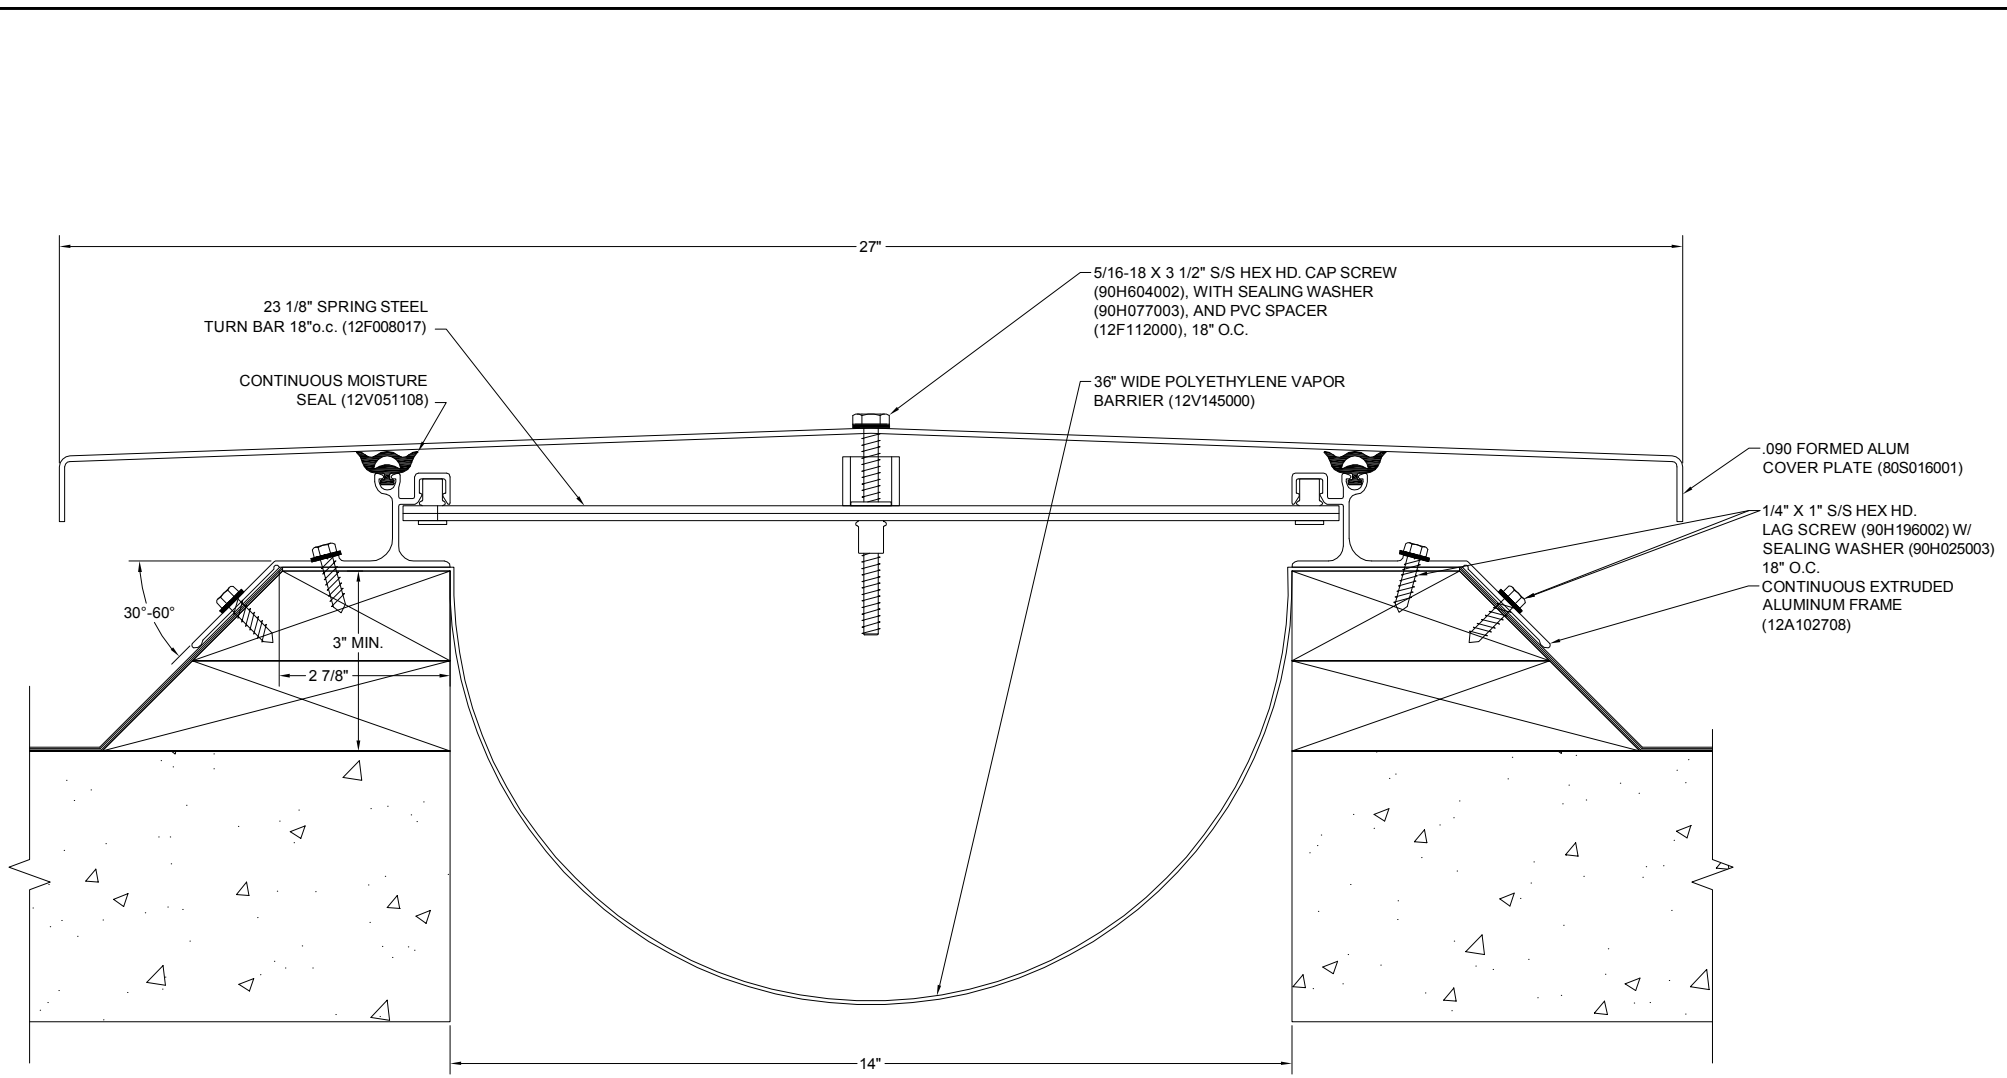 27"
5/16-18 X 3 1/2" S/S HEX HD. CAP SCREW
(90H604002), WITH SEALING WASHER
(90H077003), AND PVC SPACER
(12F112000), 18" O.C.
23 1/8" SPRING STEEL
TURN BAR 18"o.c. (12F008017)
CONTINUOUS MOISTURE
SEAL (12V051108)
36" WIDE POLYETHYLENE VAPOR
BARRIER (12V145000)
.090 FORMED ALUM
COVER PLATE (80S016001)
1/4" X 1" S/S HEX HD.
LAG SCREW (90H196002) W/
SEALING WASHER (90H025003)
18" O.C.
CONTINUOUS EXTRUDED
ALUMINUM FRAME
(12A102708)
30°-60°
3" MIN.
2 7/8"
14"